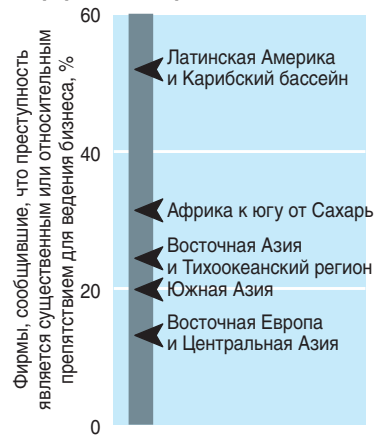 Фирмы, сообщившие, что преступность
является существенным или относительным
препятствием для ведения бизнеса, %
60
40
20
0
Латинская Америка
и Карибский бассейн
Африка к югу от Сахары
Восточная Азия
и Тихоокеанский регион
Южная Азия
Восточная Европа
и Центральная Азия